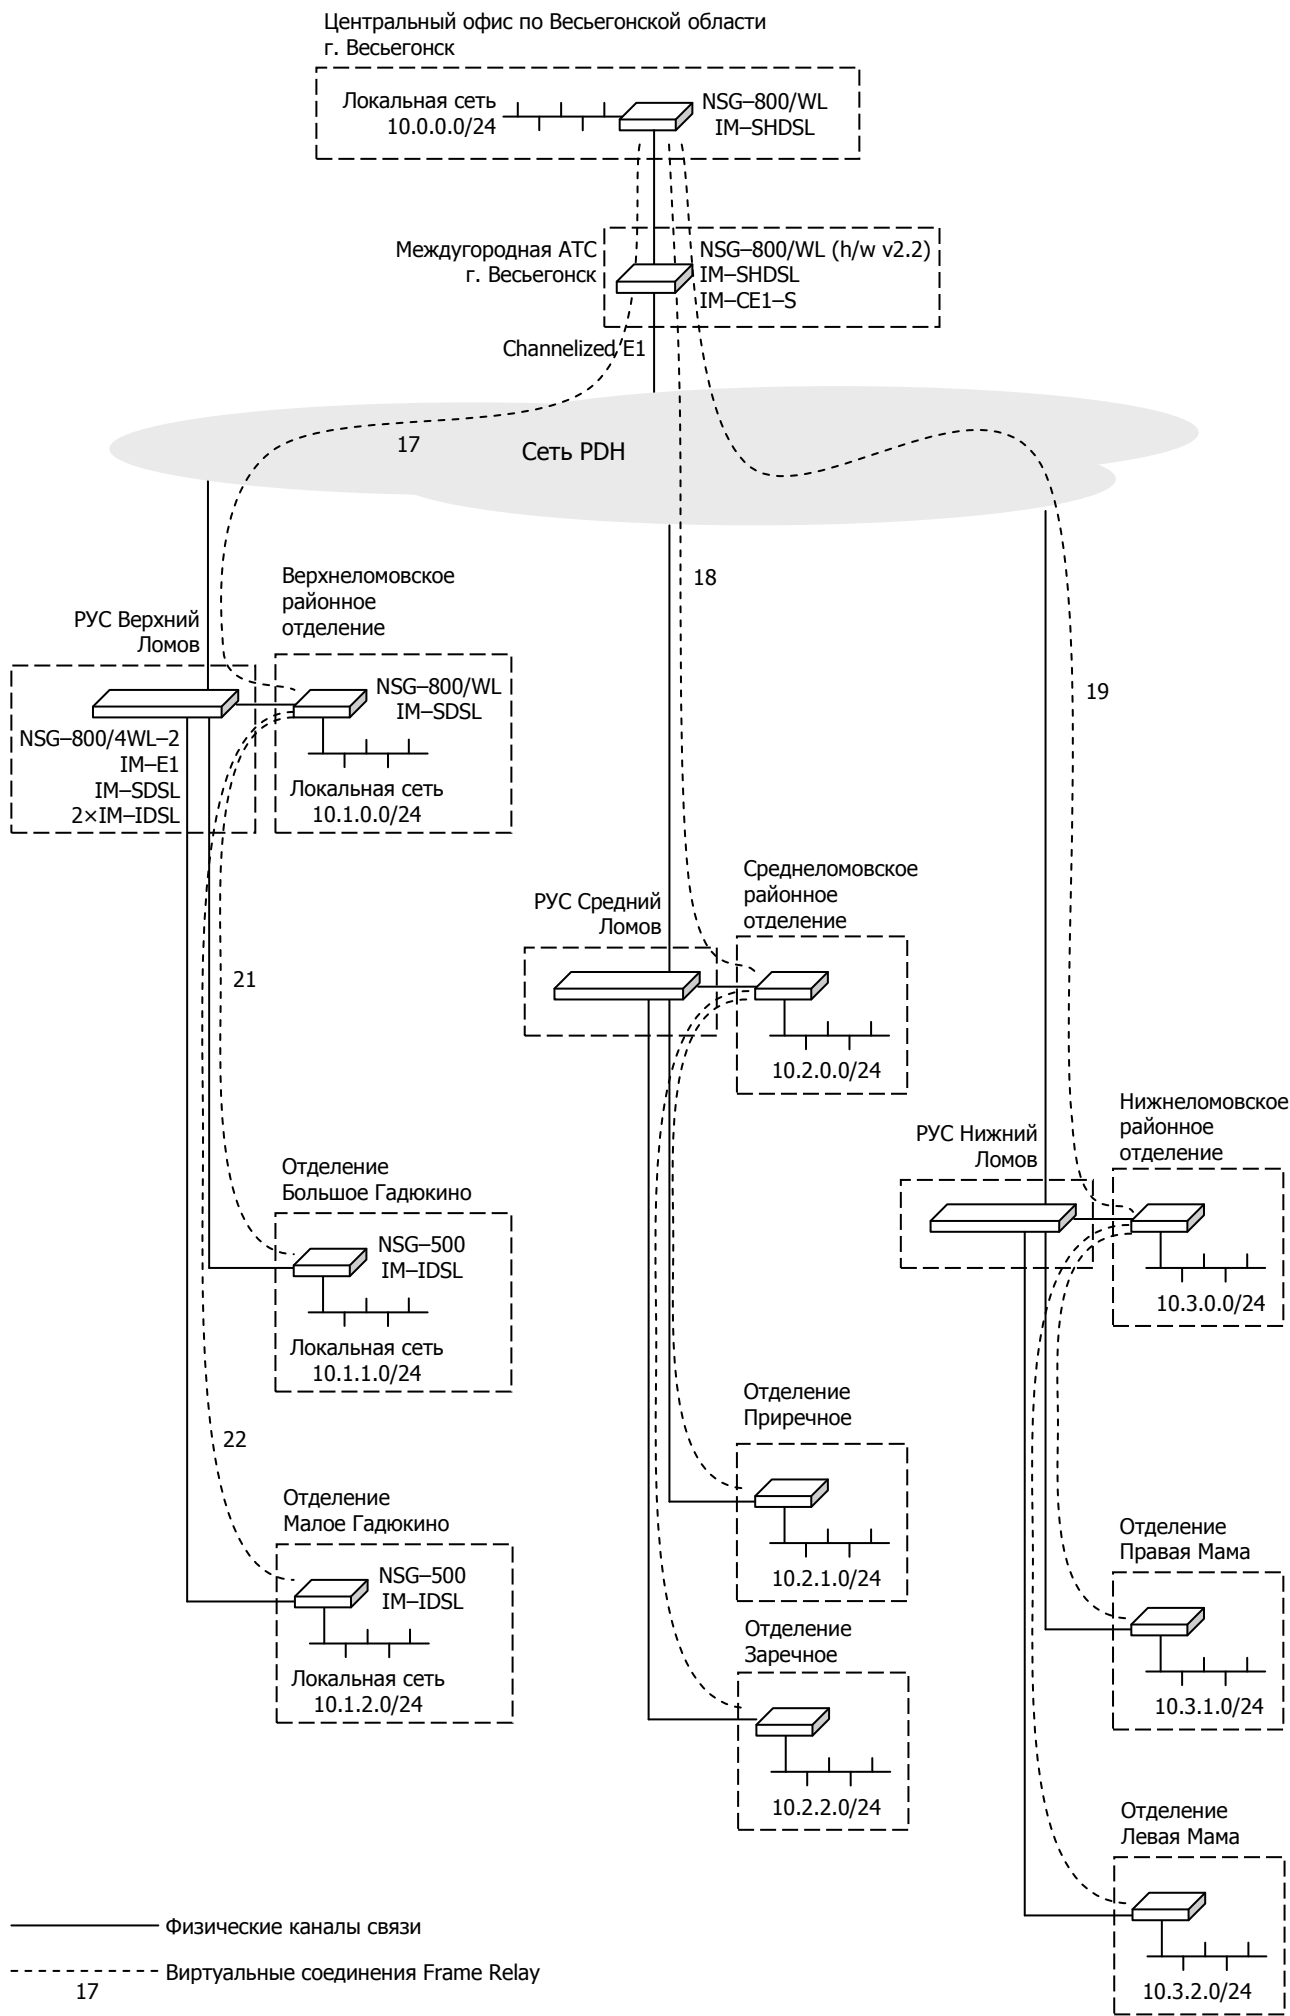 Центральный офис по Весьегонской области
г. Весьегонск
Локальная сеть
10.0.0.0/24
NSG–800/WL
IM–SHDSL
Междугородная АТС
г. Весьегонск
NSG–800/WL (h/w v2.2)
IM–SHDSL
IM–CE1–S
Channelized E1
17
Сеть PDH
18
19
РУС Верхний
Ломов
NSG–800/4WL–2
IM–E1
IM–SDSL
2×IM–IDSL
Верхнеломовское
районное
отделение
NSG–800/WL
IM–SDSL
Локальная сеть
10.1.0.0/24
21
РУС Средний
Ломов
Среднеломовское
районное
отделение
10.2.0.0/24
РУС Нижний
Ломов
Нижнеломовское
районное
отделение
10.3.0.0/24
Отделение
Большое Гадюкино
NSG–500
IM–IDSL
Локальная сеть
10.1.1.0/24
22
Отделение
Малое Гадюкино
NSG–500
IM–IDSL
Локальная сеть
10.1.2.0/24
Отделение
Приречное
10.2.1.0/24
Отделение
Заречное
10.2.2.0/24
Отделение
Правая Мама
10.3.1.0/24
Отделение
Левая Мама
10.3.2.0/24
Физические каналы связи
Виртуальные соединения Frame Relay
17